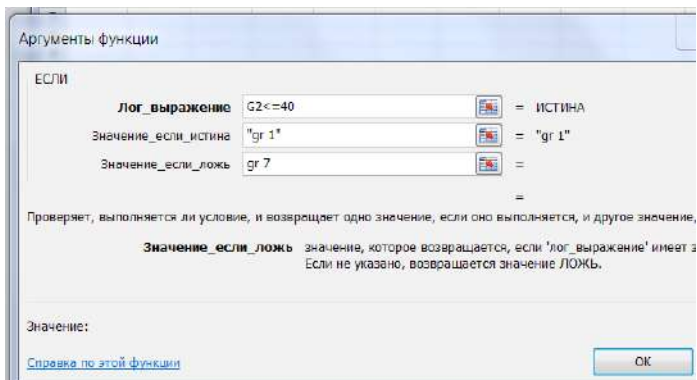 Аргументы функции
ЕСЛИ
Лог_выражение G2<=40 = ИСТИНА
Значение_если_истина "gr 1" = "gr 1"
Значение_если_ложь gr 7 =
=
Проверяет, выполняется ли условие, и возвращает одно значение, если оно выполняется, и другое значение,
Значение_если_ложь значение, которое возвращается, если 'лог_выражение' имеет з
Если не указано, возвращается значение ЛОЖЬ.
Значение:
Справка по этой функции
ОК